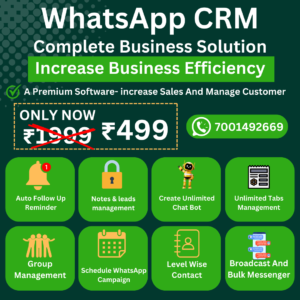 WhatsApp CRM
Complete Business Solution
Increase Business Efficiency
A Premium Software- increase Sales And Manage Customer
ONLY NOW
₹1999 ₹499
7001492669
1
Auto Follow Up
Reminder
Notes & leads
management
Create Unlimited
Chat Bot
Unlimited Tabs
Management
Group
Management
Schedule WhatsApp
Campaign
Level Wise
Contact
Broadcast And
Bulk Messenger